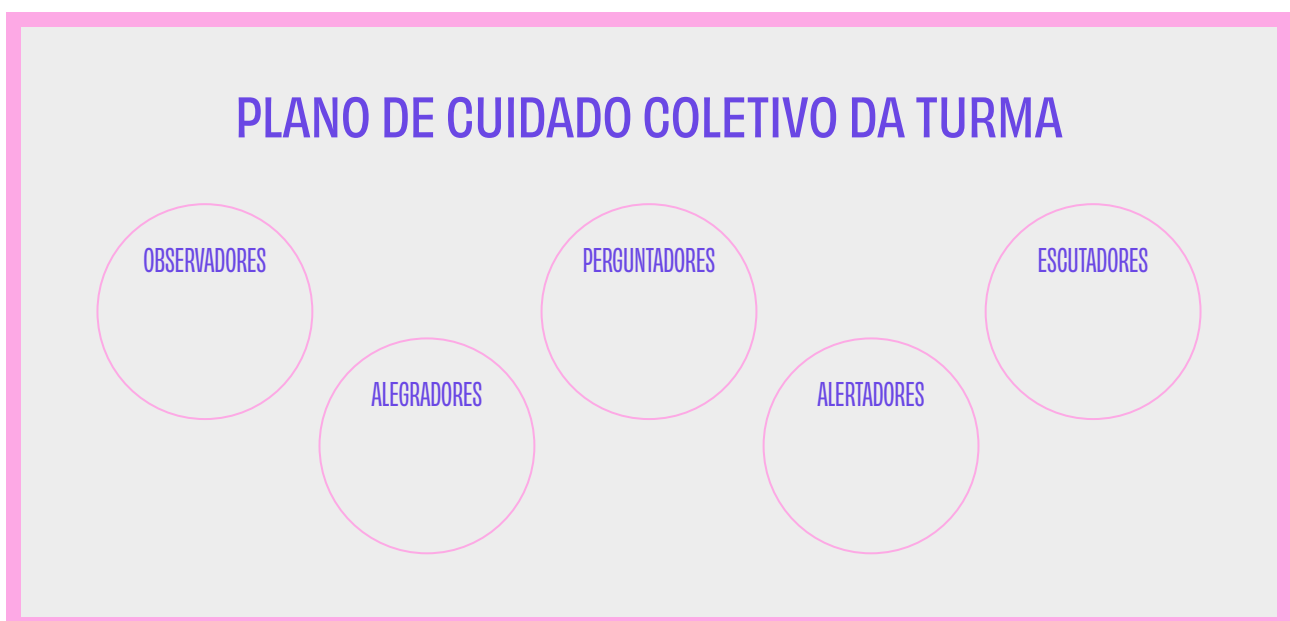 PLANO DE CUIDADO COLETIVO DA TURMA
OBSERVADORES
PERGUNTADORES
ESCUTADORES
ALEGRADORES
ALERTADORES